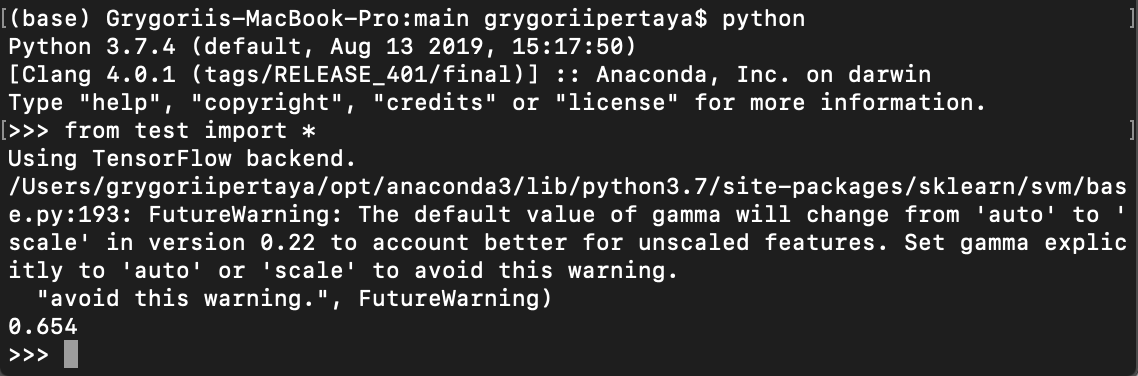 [(base) Grygoriis-MacBook-Pro:main grygoriipertaya$ python ]
Python 3.7.4 (default, Aug 13 2019, 15:17:50)
[Clang 4.0.1 (tags/RELEASE_401/final)] :: Anaconda, Inc. on darwin
Type "help", "copyright", "credits" or "license" for more information.
[>>> from test import * ]
Using TensorFlow backend.
/Users/grygoriipertaya/opt/anaconda3/lib/python3.7/site-packages/sklearn/svm/bas
e.py:193: FutureWarning: The default value of gamma will change from 'auto' to '
scale' in version 0.22 to account better for unscaled features. Set gamma explic
itly to 'auto' or 'scale' to avoid this warning.
  "avoid this warning.", FutureWarning)
0.654
>>>